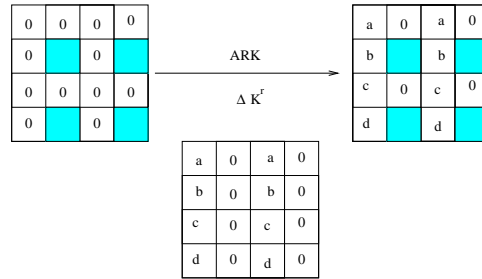 0 0 0 0
0 0
0 0 0 0
0 0
ARK
Δ K^r
a 0 a 0
b b
c 0 c 0
d d
a 0 a 0
b 0 b 0
c 0 c 0
d 0 d 0